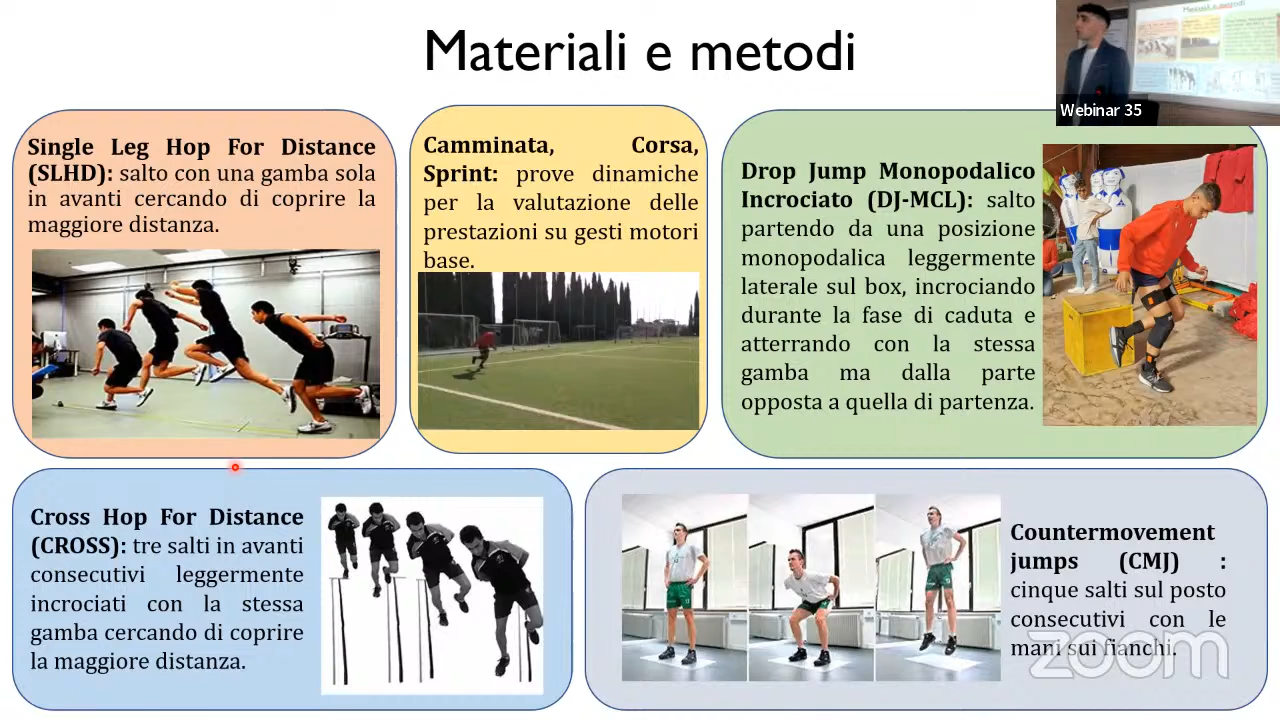 Materiali e metodi
Webinar 35
Single Leg Hop For Distance
(SLHD): salto con una gamba sola
in avanti cercando di coprire la
maggiore distanza.
Camminata, Corsa,
Sprint: prove dinamiche
per la valutazione delle
prestazioni su gesti motori
base.
Drop Jump Monopodalico
Incrociato (DJ-MCL): salto
partendo da una posizione
monopodalica leggermente
laterale sul box, incrociando
durante la fase di caduta e
atterrando con la stessa
gamba ma dalla parte
opposta a quella di partenza.
Cross Hop For Distance
(CROSS): tre salti in avanti
consecutivi leggermente
incrociati con la stessa
gamba cercando di coprire
la maggiore distanza.
Countermovement
jumps (CMJ) :
cinque salti sul posto
consecutivi con le
mani sui fianchi.
zoom